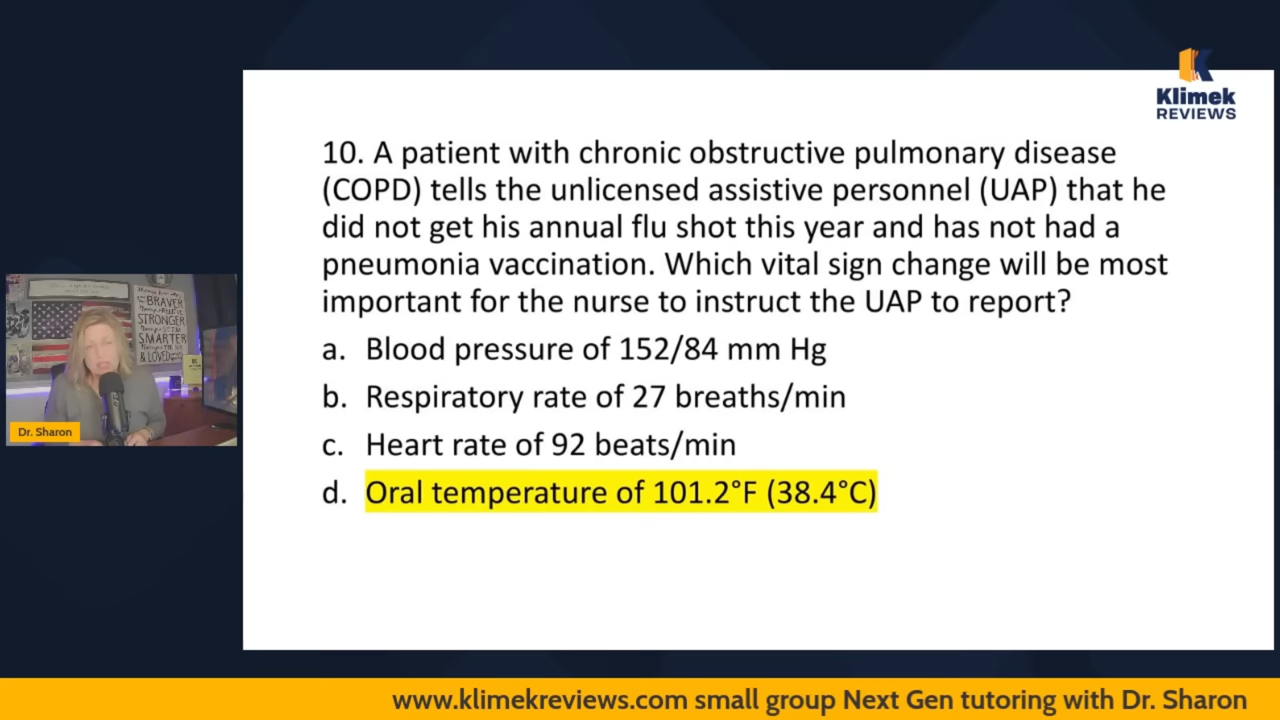 Klimek
REVIEWS
10. A patient with chronic obstructive pulmonary disease
(COPD) tells the unlicensed assistive personnel (UAP) that he
did not get his annual flu shot this year and has not had a
pneumonia vaccination. Which vital sign change will be most
important for the nurse to instruct the UAP to report?
a. Blood pressure of 152/84 mm Hg
b. Respiratory rate of 27 breaths/min
c. Heart rate of 92 beats/min
d. Oral temperature of 101.2°F (38.4°C)
BRAVER
STRONGER
SMARTER
& LOVED
Dr. Sharon
www.klimekreviews.com small group Next Gen tutoring with Dr. Sharon